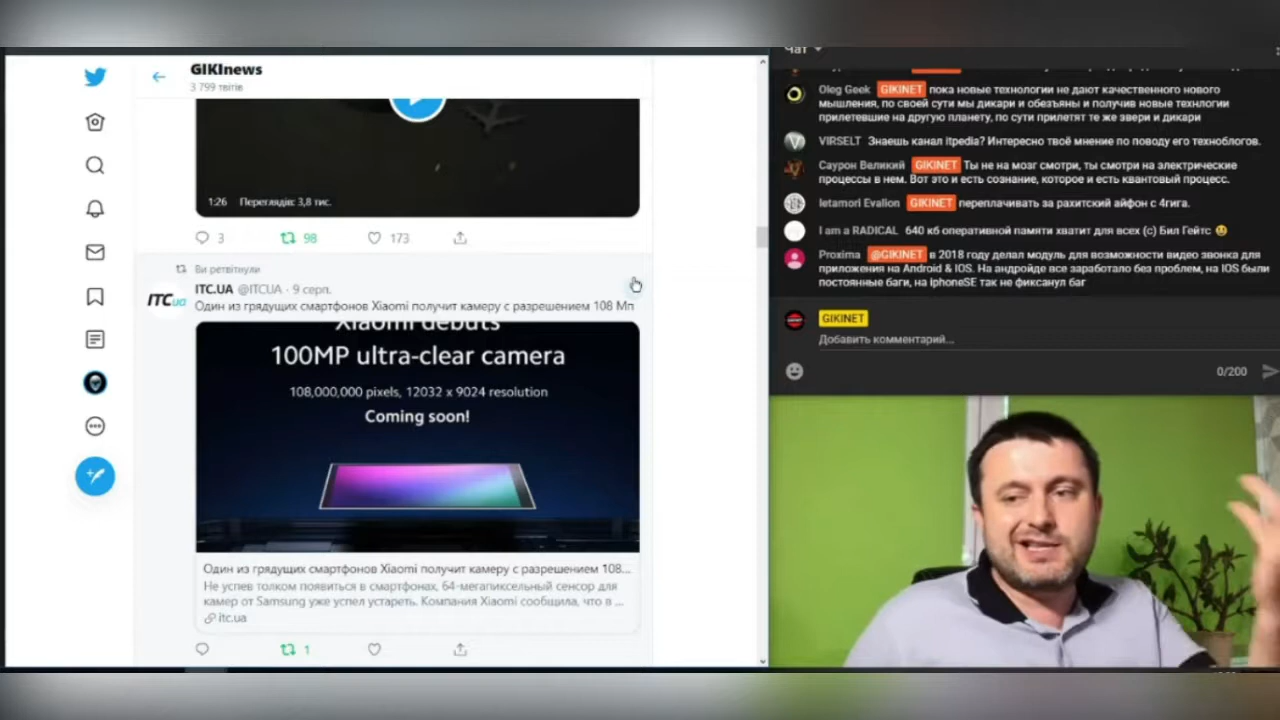 GIKInews
3 799 твітів
1:26 Переглядів: 3,8 тис.
3 98 173
Ви ретвітнули
ITC.UA @ITCUA · 9 серп.
ITC.ua
Один из грядущих смартфонов Xiaomi получит камеру с разрешением 108 Мп
Xiaomi debuts
100MP ultra-clear camera
108,000,000 pixels, 12032 x 9024 resolution
Coming soon!
Один из грядущих смартфонов Xiaomi получит камеру с разрешением 108...
Не успев толком появиться в смартфонах, 64-мегапиксельный сенсор для
камер от Samsung уже успел устареть. Компания Xiaomi сообщила, что в ...
itc.ua
1
Чат
Oleg Geek GIKINET пока новые технологии не дают качественного нового
мышления, по своей сути мы дикари и обезъяны и получив новые технлогии
прилетевшие на другую планету, по сути прилетят те же звери и дикари
VIRSELT Знаешь канал itpedia? Интересно твоё мнение по поводу его техноблогов.
Саурон Великий GIKINET Ты не на мозг смотри, ты смотри на электрические
процессы в нем. Вот это и есть сознание, которое и есть квантовый процесс.
letamori Evalion GIKINET переплачивать за рахитский айфон с 4гига.
I am a RADICAL 640 кб оперативной памяти хватит для всех (с) Бил Гейтс
Proxima @GIKINET в 2018 году делал модуль для возможности видео звонка для
приложения на Android & IOS. На андройде все заработало без проблем, на IOS были
постоянные баги, на IphoneSE так не фиксанул баг
GIKINET
Добавить комментарий...
0/200